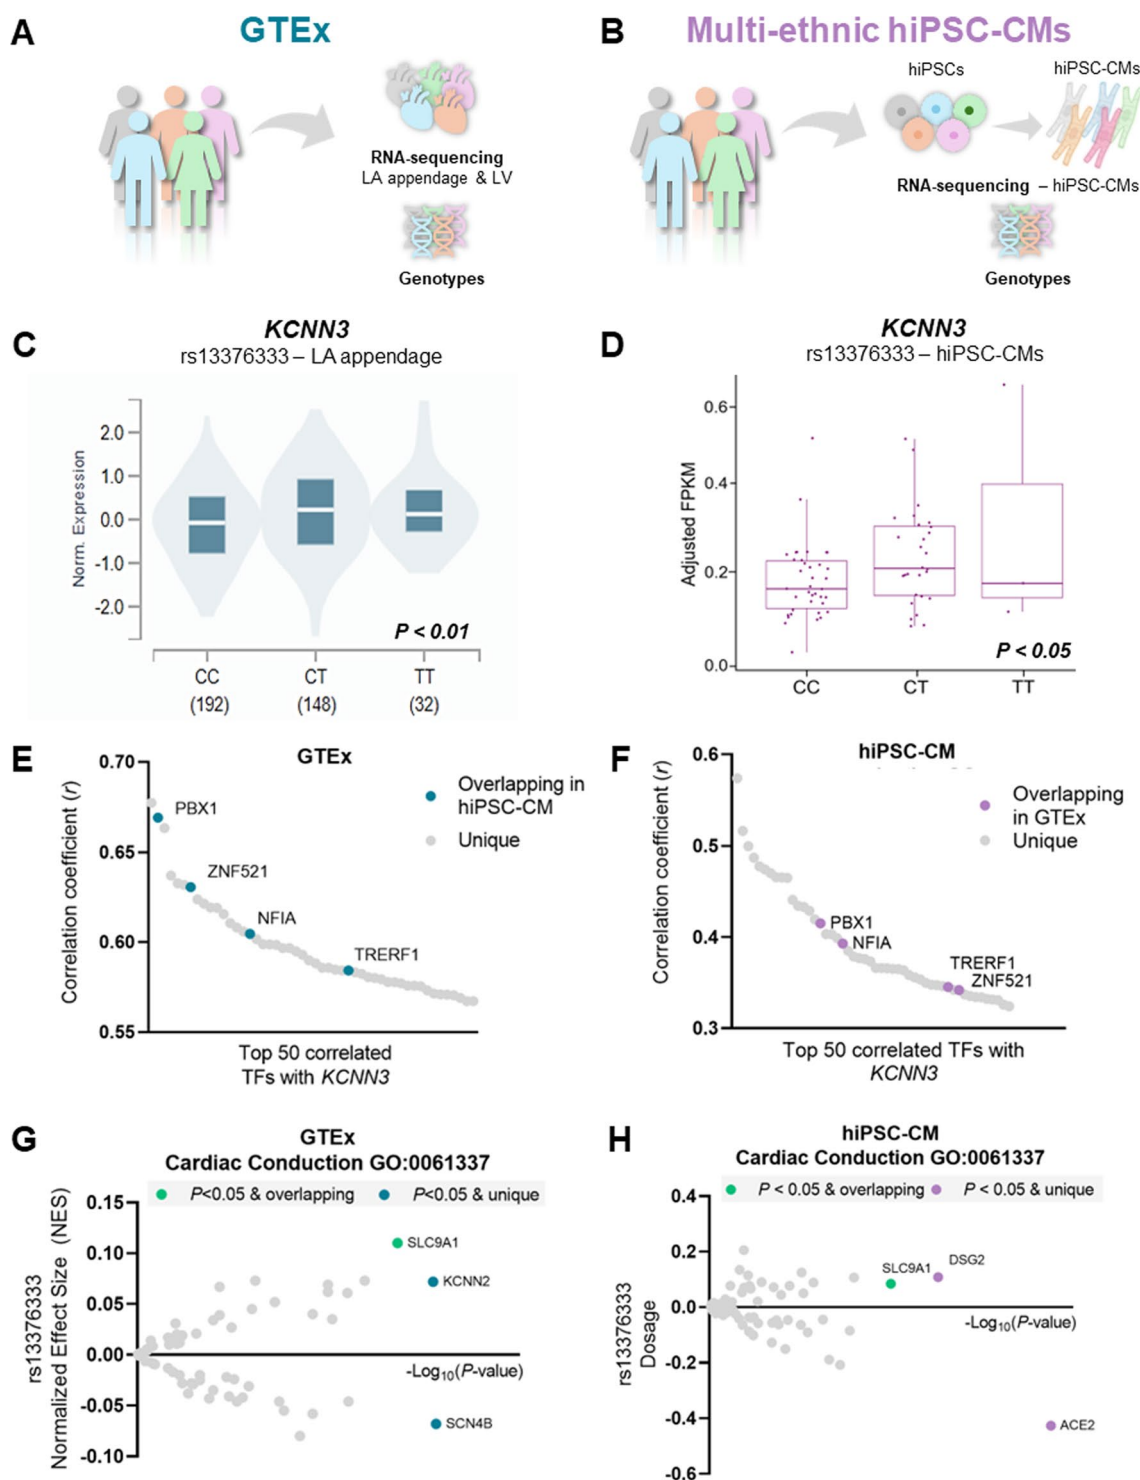 A
GTEx
RNA-sequencing
LA appendage & LV
Genotypes
B
Multi-ethnic hiPSC-CMs
hiPSCs
hiPSC-CMs
RNA-sequencing – hiPSC-CMs
Genotypes
C
KCNN3
rs13376333 – LA appendage
Norm. Expression
2.0
1.0
0.0
-1.0
-2.0
P < 0.01
CC
CT
TT
(192)
(148)
(32)
D
KCNN3
rs13376333 – hiPSC-CMs
Adjusted FPKM
0.6
0.4
0.2
0.0
P < 0.05
CC
CT
TT
E
GTEx
Correlation coefficient (r)
0.70
0.65
0.60
0.55
PBX1
ZNF521
NFIA
TRERF1
Overlapping in
hiPSC-CM
Unique
Top 50 correlated
TFs with KCNN3
F
hiPSC-CM
Correlation coefficient (r)
0.6
0.5
0.4
0.3
Overlapping
in GTEx
Unique
PBX1
NFIA
TRERF1
ZNF521
Top 50 correlated TFs with
KCNN3
G
GTEx
Cardiac Conduction GO:0061337
P<0.05 & overlapping
P<0.05 & unique
rs13376333
Normalized Effect Size (NES)
0.15
0.10
0.05
0.00
-0.05
-0.10
SLC9A1
KCNN2
-Log10(P-value)
SCN4B
H
hiPSC-CM
Cardiac Conduction GO:0061337
P < 0.05 & overlapping
P < 0.05 & unique
rs13376333
Dosage
0.4
0.2
0.0
-0.2
-0.4
-0.6
SLC9A1
DSG2
-Log10(P-value)
ACE2